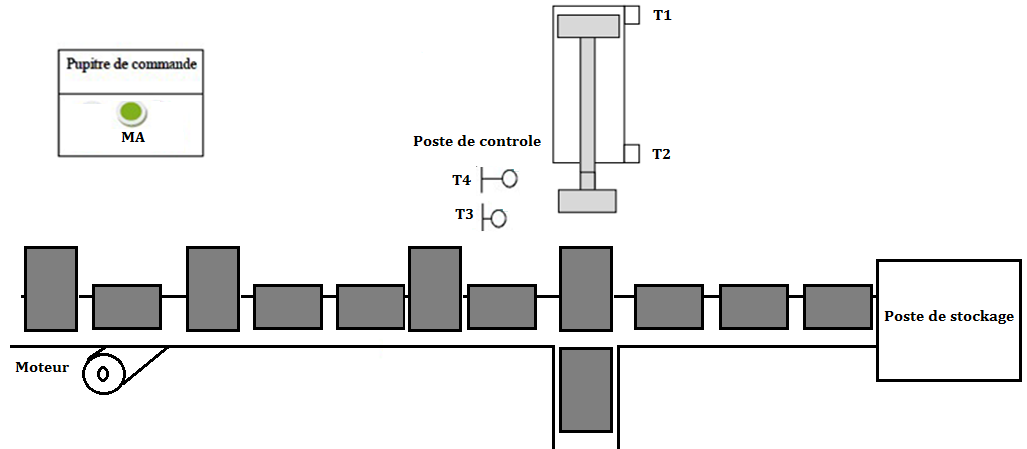 T1
Pupitre de commande
MA
Poste de controle
T2
T4
T3
Poste de stockage
Moteur